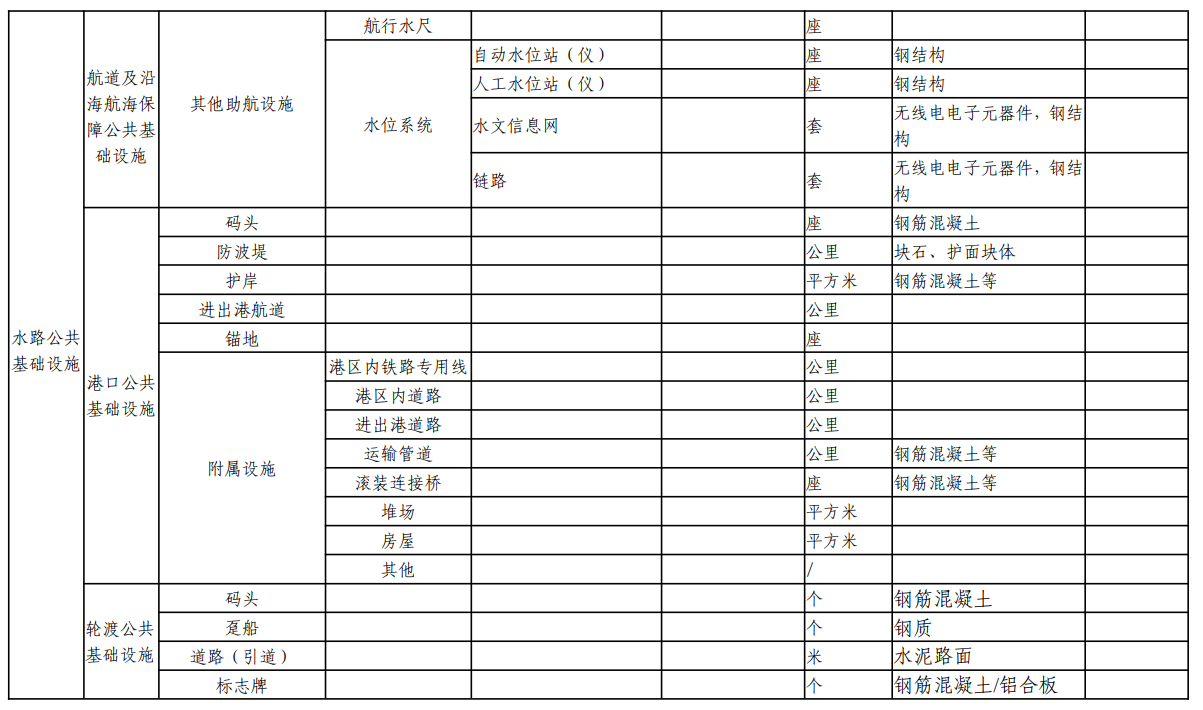 航行水尺 座
航道及沿海航海保障公共基础设施 其他助航设施 水位系统 自动水位站（仪） 座 钢结构
人工水位站（仪） 座 钢结构
水文信息网 套 无线电电子元器件，钢结构
链路 套 无线电电子元器件，钢结构
水路公共基础设施
港口公共基础设施
码头 座 钢筋混凝土
防波堤 公里 块石、护面块体
护岸 平方米 钢筋混凝土等
进出港航道 公里
锚地 座
附属设施
港区内铁路专用线 公里
港区内道路 公里
进出港道路 公里
运输管道 公里 钢筋混凝土等
滚装连接桥 座 钢筋混凝土等
堆场 平方米
房屋 平方米
其他 /
轮渡公共基础设施
码头 个 钢筋混凝土
趸船 个 钢质
道路（引道） 米 水泥路面
标志牌 个 钢筋混凝土/铝合板